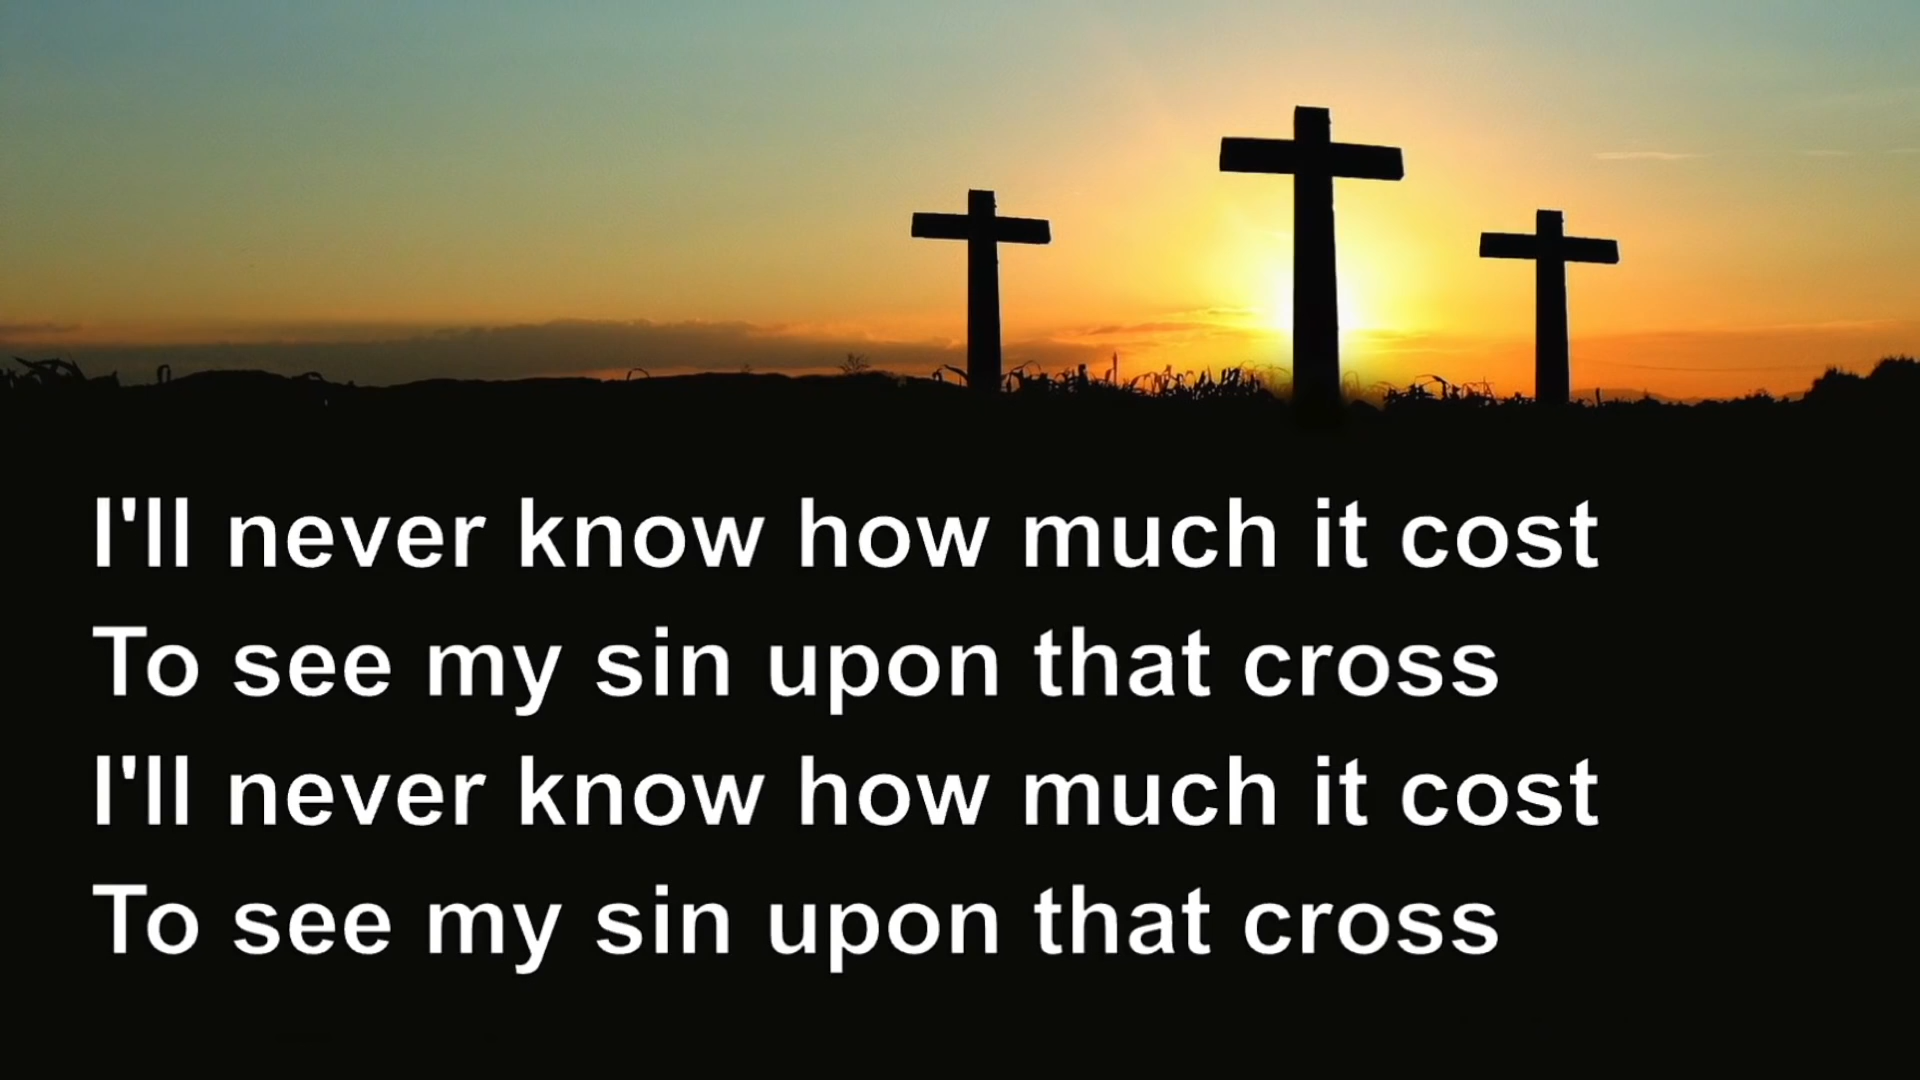 I'll never know how much it cost
To see my sin upon that cross
I'll never know how much it cost
To see my sin upon that cross